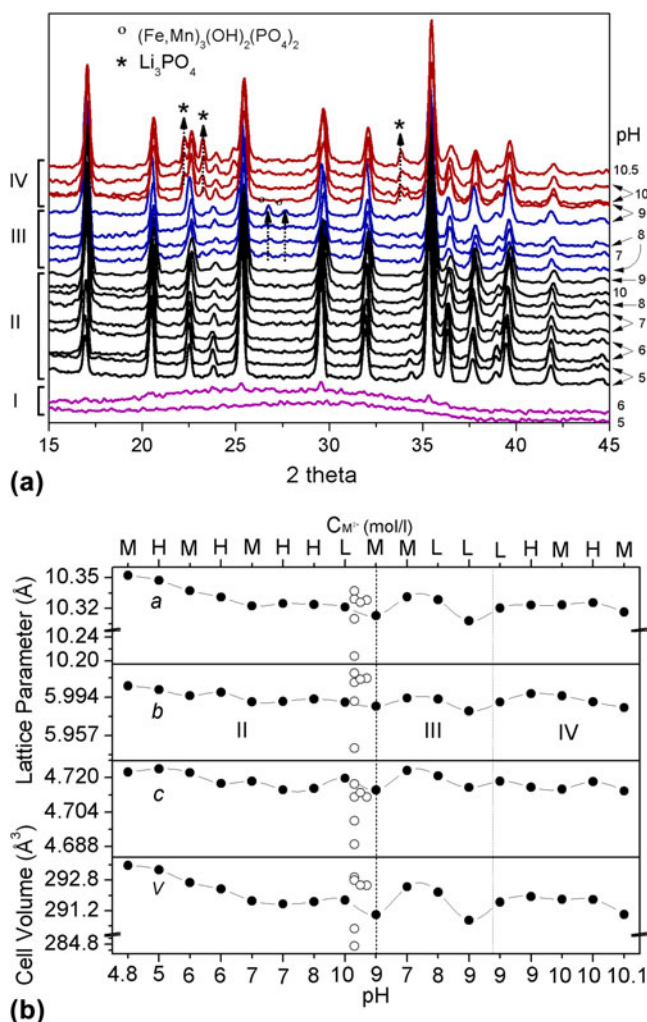 ° (Fe,Mn)₃(OH)₂(PO₄)₂
* Li₃PO₄
* * *
pH
IV
III
II
I
10.5
10
9
8
7
9
10
8
7
6
5
6
5
15 20 25 30 35 40 45
2 theta
(a)
C_M²⁺ (mol/l)
M H M H M H H L M M L L L H M H M
Lattice Parameter (Å)
10.35
10.32
10.24
10.20
a
5.994
5.957
b
II III IV
4.720
4.704
4.688
c
Cell Volume (Å³)
292.8
291.2
284.8
V
4.8 5 6 6 7 7 8 10 9 7 8 9 9 9 10 10 10.1
pH
(b)